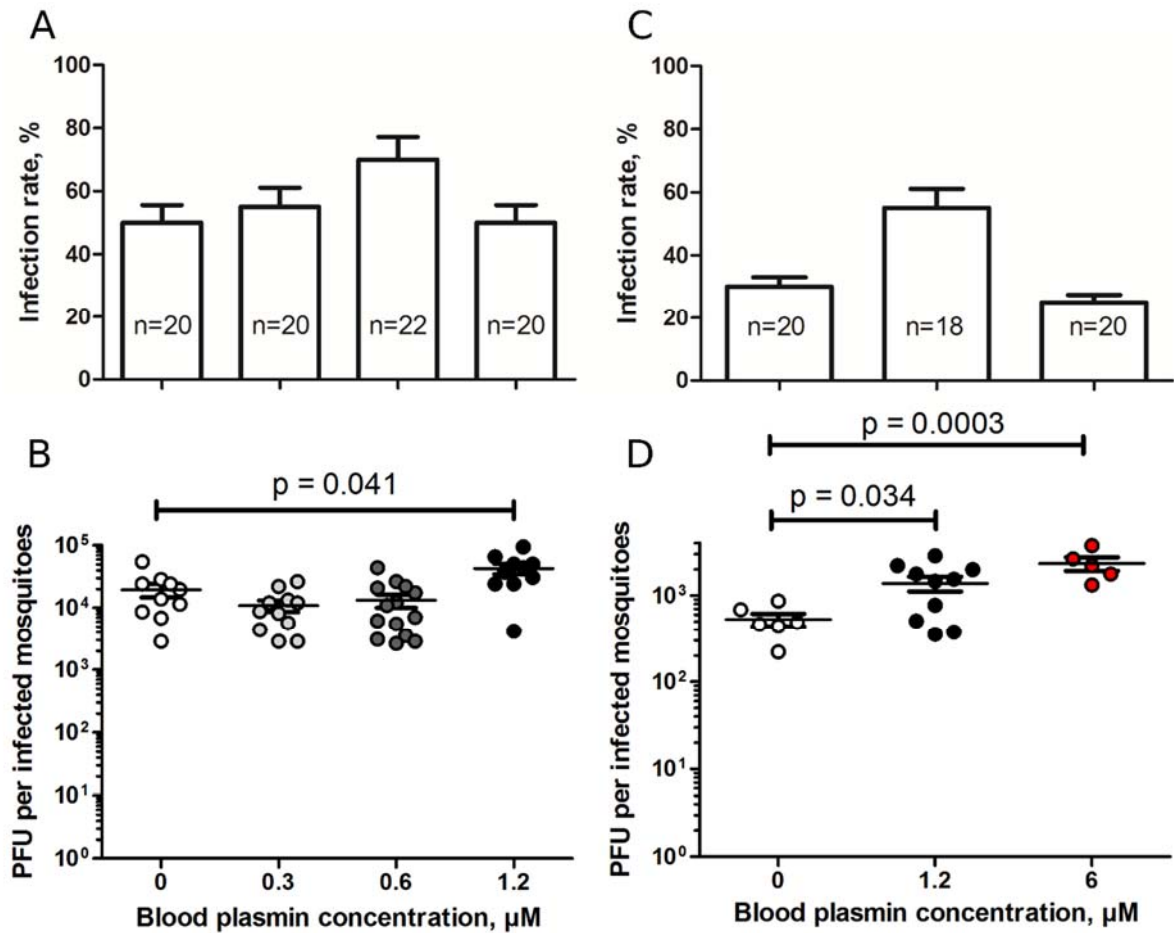 A
Infection rate, %
100
80
60
40
20
0
n=20
n=20
n=22
n=20
C
Infection rate, %
100
80
60
40
20
0
n=20
n=18
n=20
B
p = 0.041
PFU per infected mosquitoes
10⁵
10⁴
10³
10²
10¹
10⁰
0
0.3
0.6
1.2
Blood plasmin concentration, µM
p = 0.0003
D
p = 0.034
PFU per infected mosquitoes
10³
10²
10¹
10⁰
0
1.2
6
Blood plasmin concentration, µM